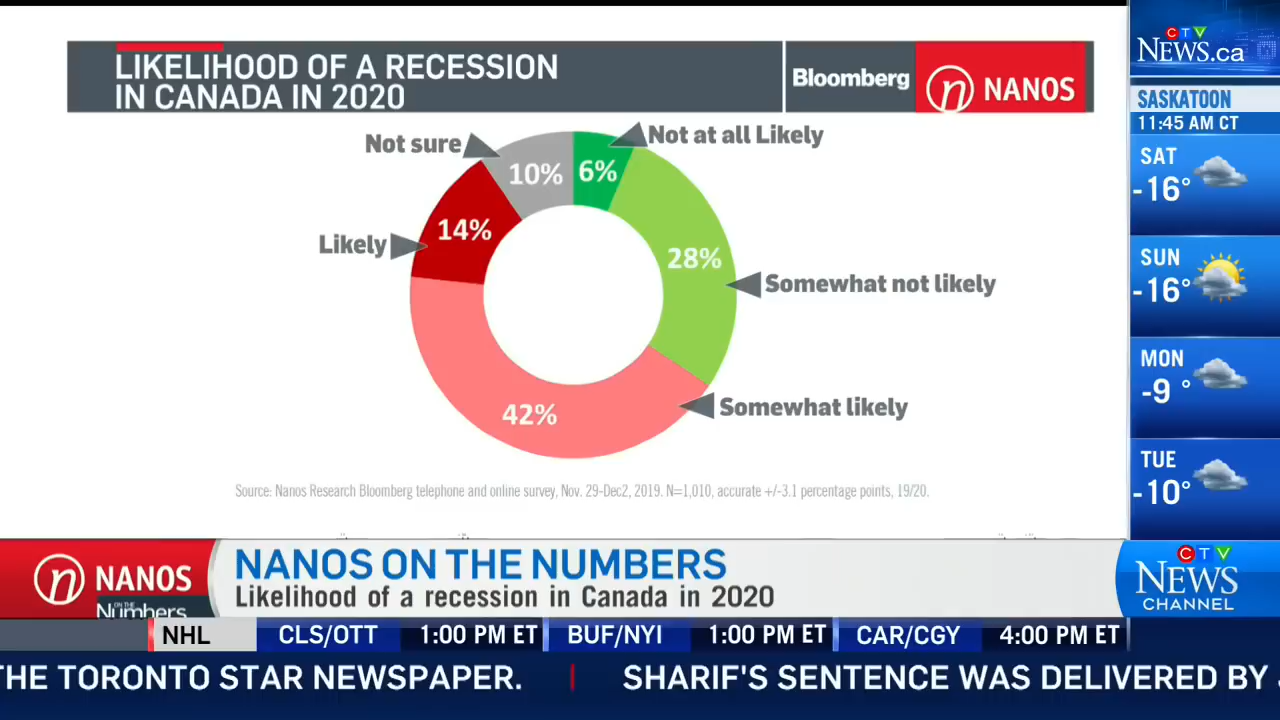 LIKELIHOOD OF A RECESSION
IN CANADA IN 2020
Bloomberg
n NANOS
Not sure
Not at all Likely
10%
6%
Likely
14%
28%
Somewhat not likely
42%
Somewhat likely
Source: Nanos Research Bloomberg telephone and online survey, Nov. 29-Dec2, 2019. N=1,010, accurate +/-3.1 percentage points, 19/20.
CTV
NEWS.ca
SASKATOON
11:45 AM CT
SAT
-16°
SUN
-16°
MON
-9 °
TUE
-10°
n NANOS
ON THE
Numbers
NANOS ON THE NUMBERS
Likelihood of a recession in Canada in 2020
CTV
NEWS
CHANNEL
NHL CLS/OTT 1:00 PM ET BUF/NYI 1:00 PM ET CAR/CGY 4:00 PM ET
THE TORONTO STAR NEWSPAPER. | SHARIF'S SENTENCE WAS DELIVERED BY